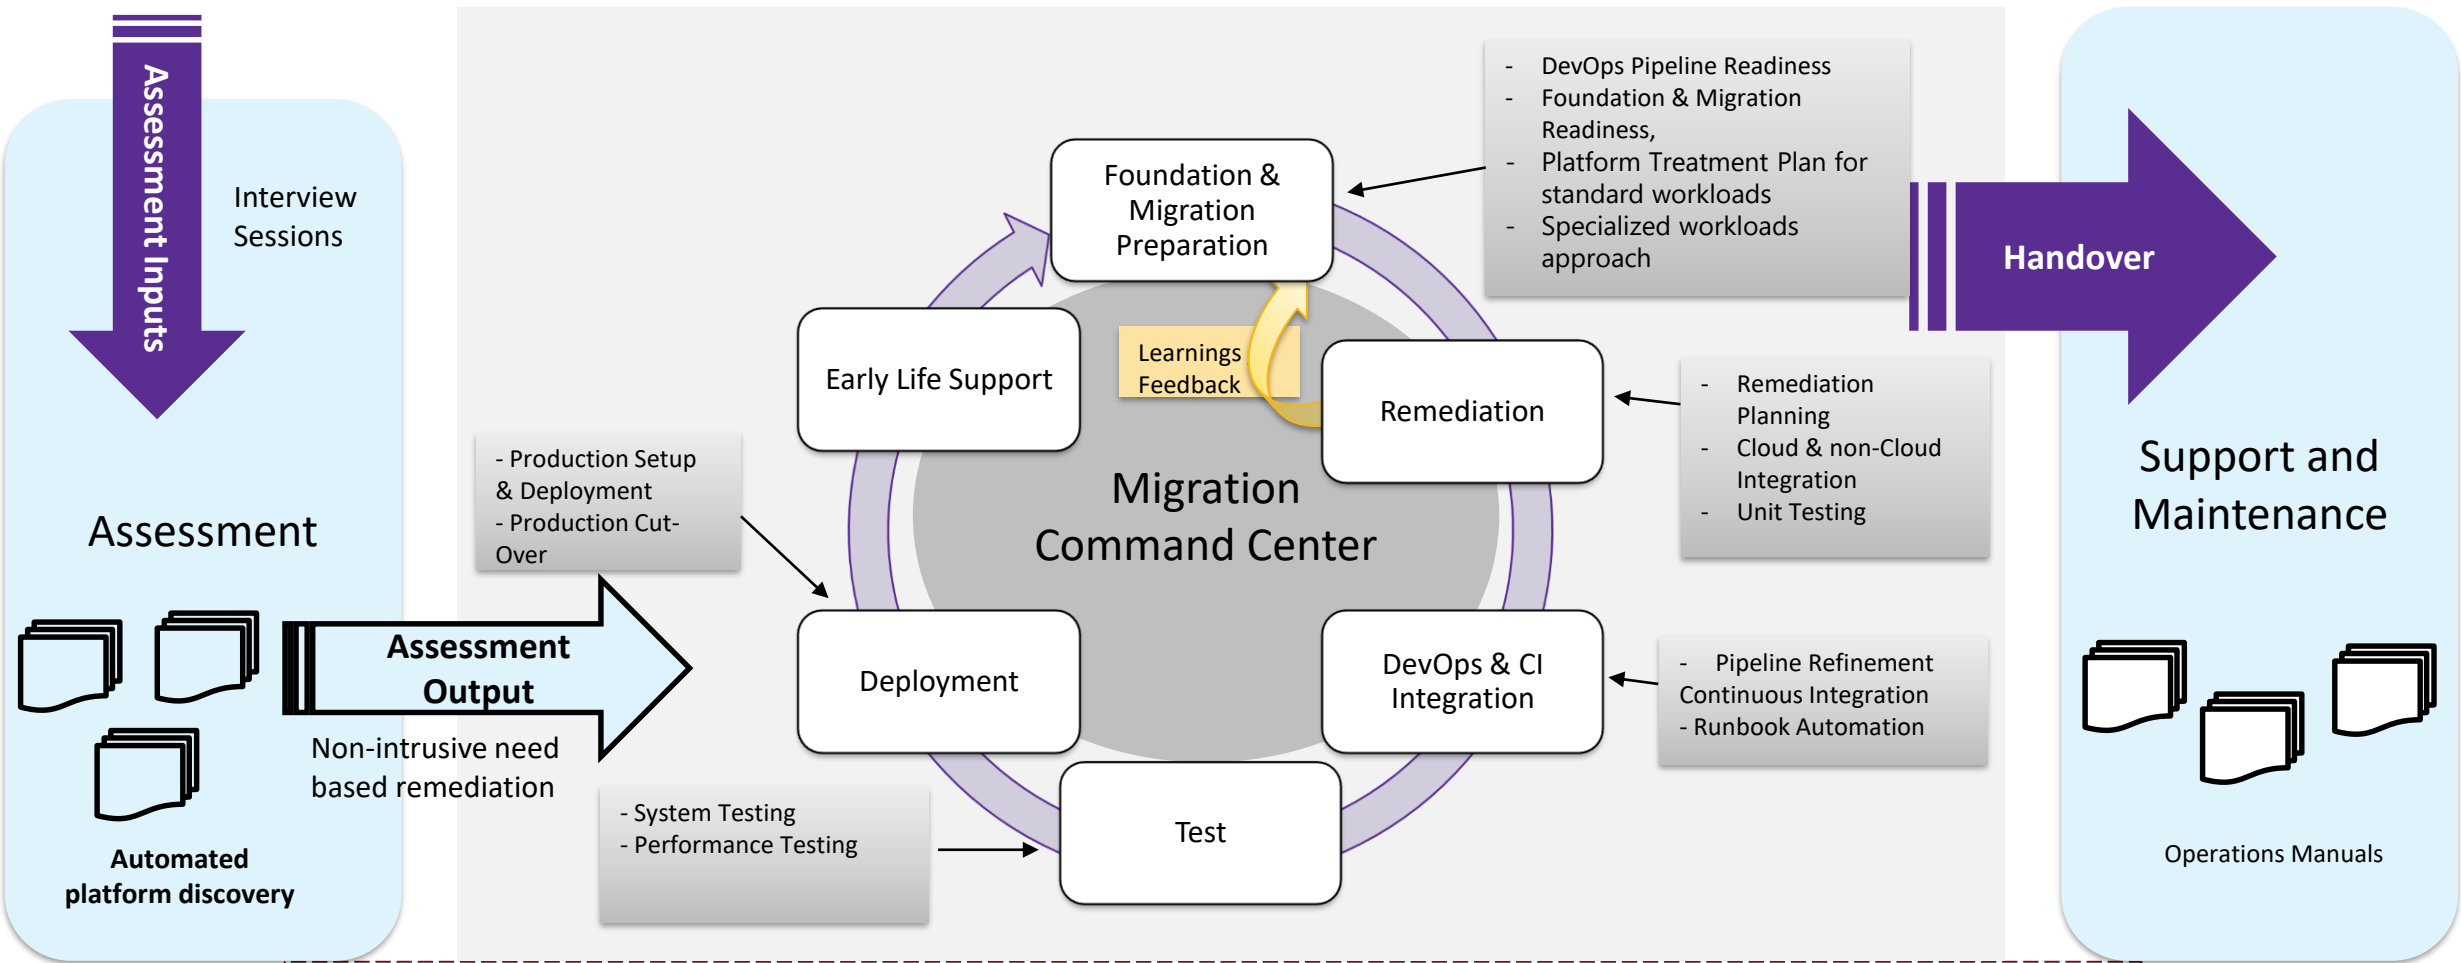 Assessment Inputs
Interview
Sessions
Assessment
Automated
platform discovery
Assessment
Output
Non-intrusive need
based remediation
- Production Setup
& Deployment
- Production Cut-
Over
- System Testing
- Performance Testing
Foundation &
Migration
Preparation
Early Life Support
Learnings
Feedback
Remediation
Migration
Command Center
Deployment
DevOps & CI
Integration
Test
- DevOps Pipeline Readiness
- Foundation & Migration
Readiness,
- Platform Treatment Plan for
standard workloads
- Specialized workloads
approach
- Remediation
Planning
- Cloud & non-Cloud
Integration
- Unit Testing
- Pipeline Refinement
Continuous Integration
- Runbook Automation
Handover
Support and
Maintenance
Operations Manuals